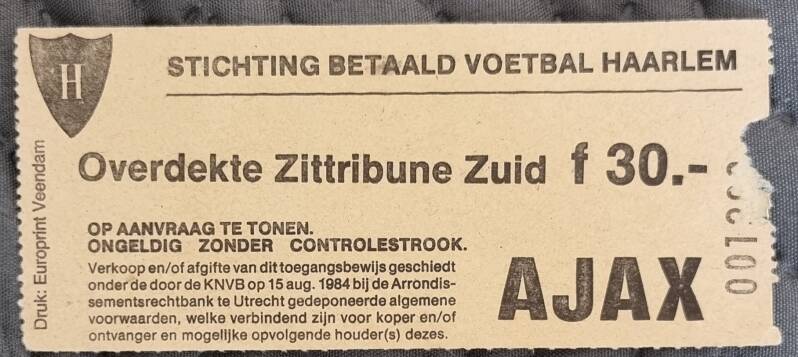 H
STICHTING BETAALD VOETBAL HAARLEM
Overdekte Zittribune Zuid f 30.-
OP AANVRAAG TE TONEN.
ONGELDIG ZONDER CONTROLESTROOK.
Verkoop en/of afgifte van dit toegangsbewijs geschiedt
onder de door de KNVB op 15 aug. 1984 bij de Arrondis-
sementsrechtbank te Utrecht gedeponeerde algemene
voorwaarden, welke verbindend zijn voor koper en/of
ontvanger en mogelijke opvolgende houder(s) dezes.
AJAX
Druk: Europrint Veendam